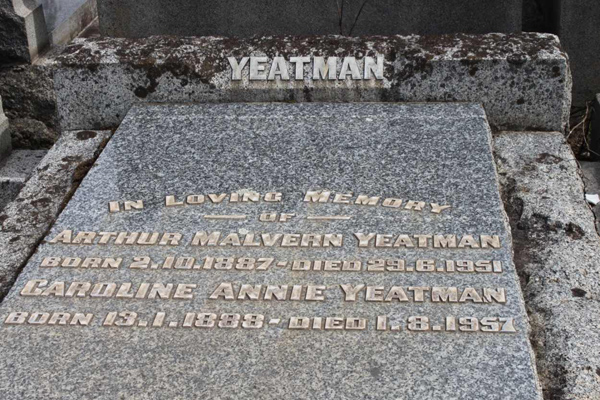 YEATMAN
IN LOVING MEMORY
OF
ARTHUR MALVERN YEATMAN
BORN 2.10.1887 - DIED 29.6.1951
CAROLINE ANNIE YEATMAN
BORN 13.1.1888 - DIED 1.8.1957